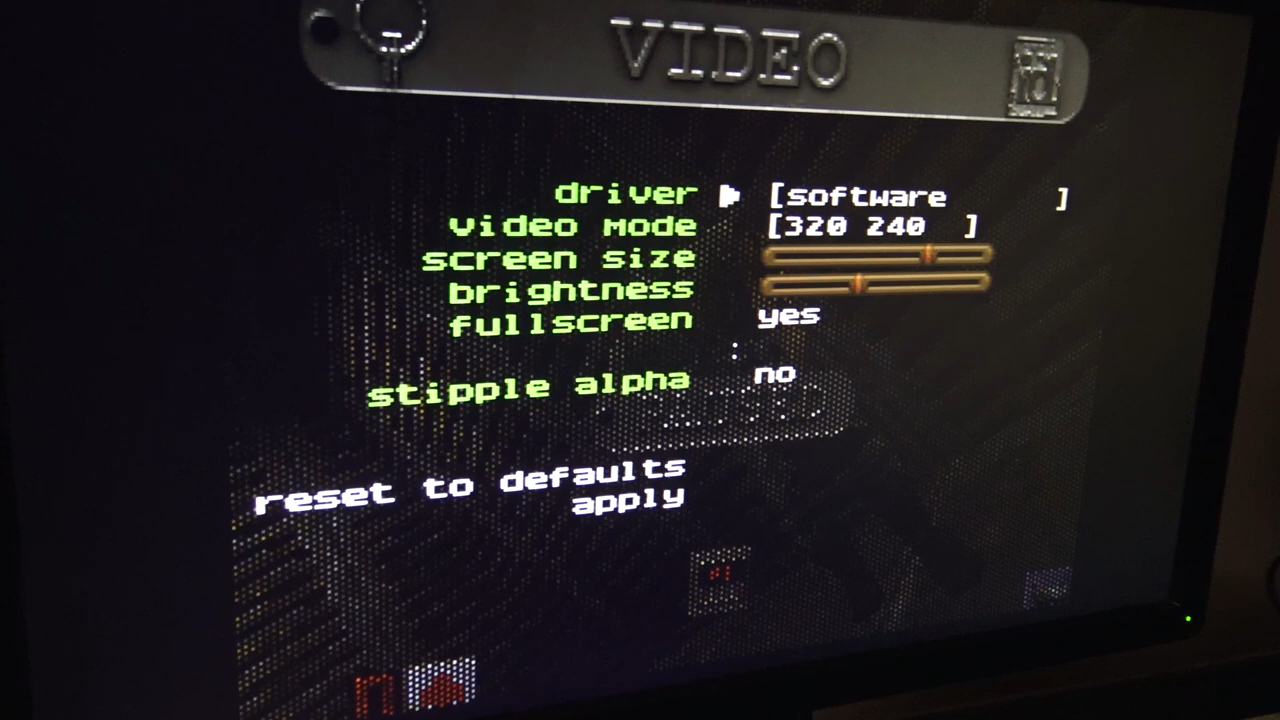 VIDEO
driver [software ]
video mode [320 240 ]
screen size
brightness
fullscreen yes
stipple alpha no
PAUSED
reset to defaults
apply